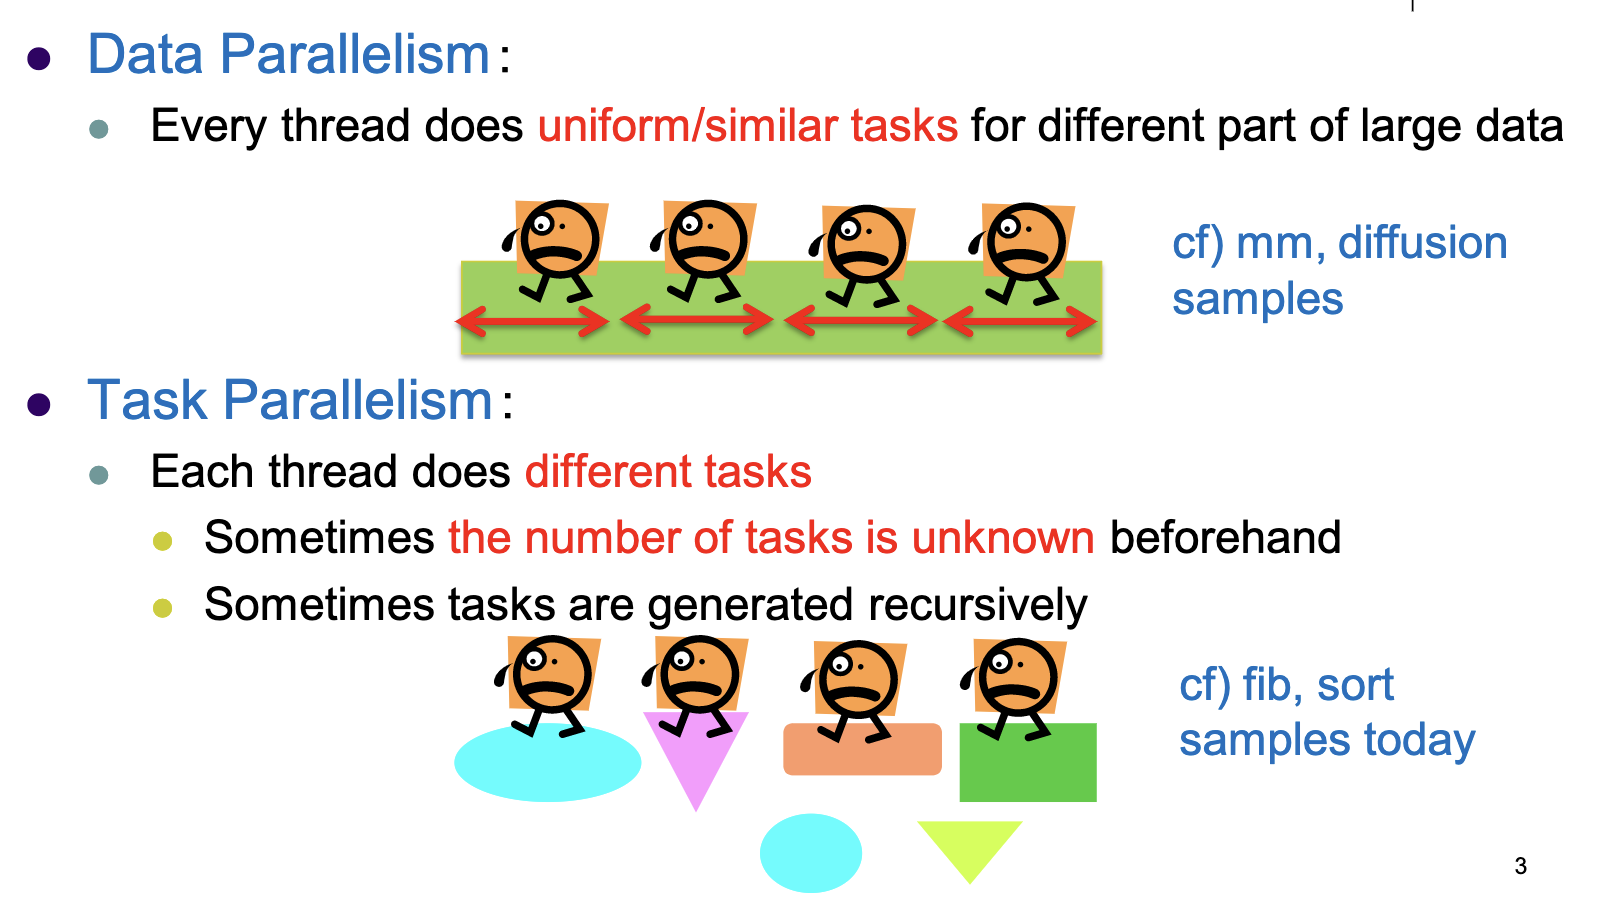 Data Parallelism:
Every thread does uniform/similar tasks for different part of large data
cf) mm, diffusion
samples
Task Parallelism:
Each thread does different tasks
Sometimes the number of tasks is unknown beforehand
Sometimes tasks are generated recursively
cf) fib, sort
samples today
3